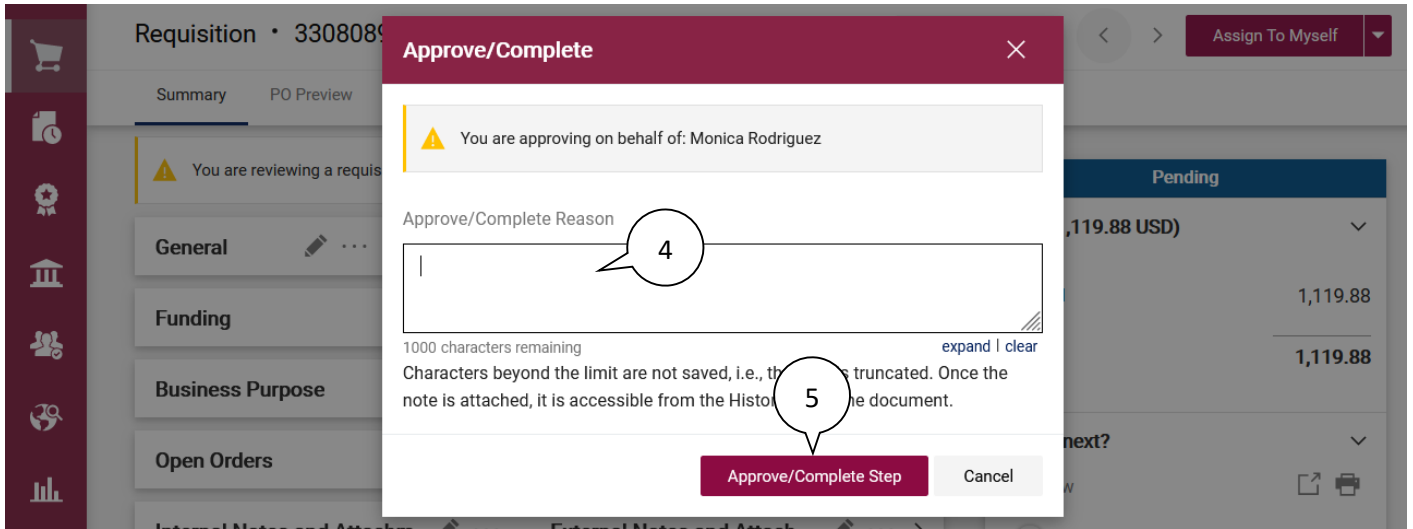 Requisition • 3308089
Assign To Myself
Summary PO Preview
Approve/Complete
You are approving on behalf of: Monica Rodriguez
You are reviewing a requis
Pending
Approve/Complete Reason
4
,119.88 USD)
General
1,119.88
Funding
1000 characters remaining
expand | clear
1,119.88
Characters beyond the limit are not saved, i.e., th s truncated. Once the
note is attached, it is accessible from the Histor he document.
5
Business Purpose
next?
Open Orders
Approve/Complete Step
Cancel
w